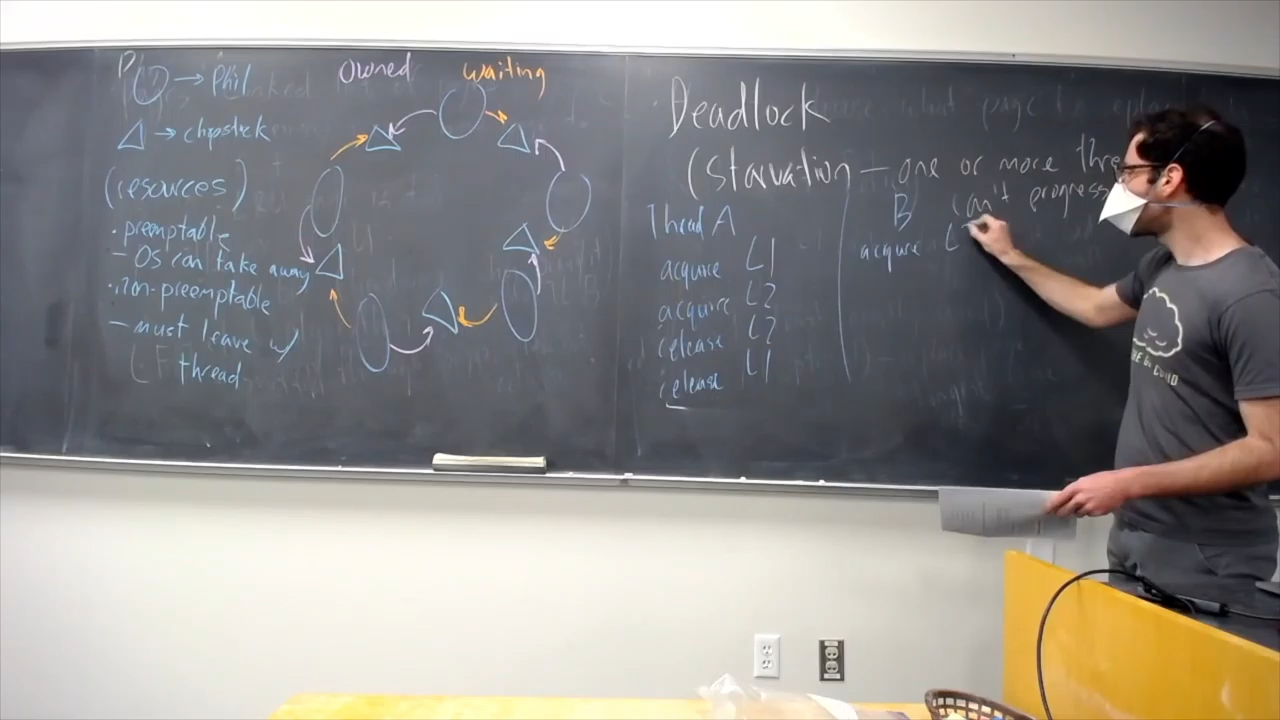 Owned
waiting
→ Phil
→ chopstick
(resources)
• preemptable
- OS can take away
• non-preemptable
- must leave w/
thread
Deadlock
(Starvation - one or more thre
can't progress
Thread A
B
acquire L1
acquire L2
release L2
release L1
acquire L